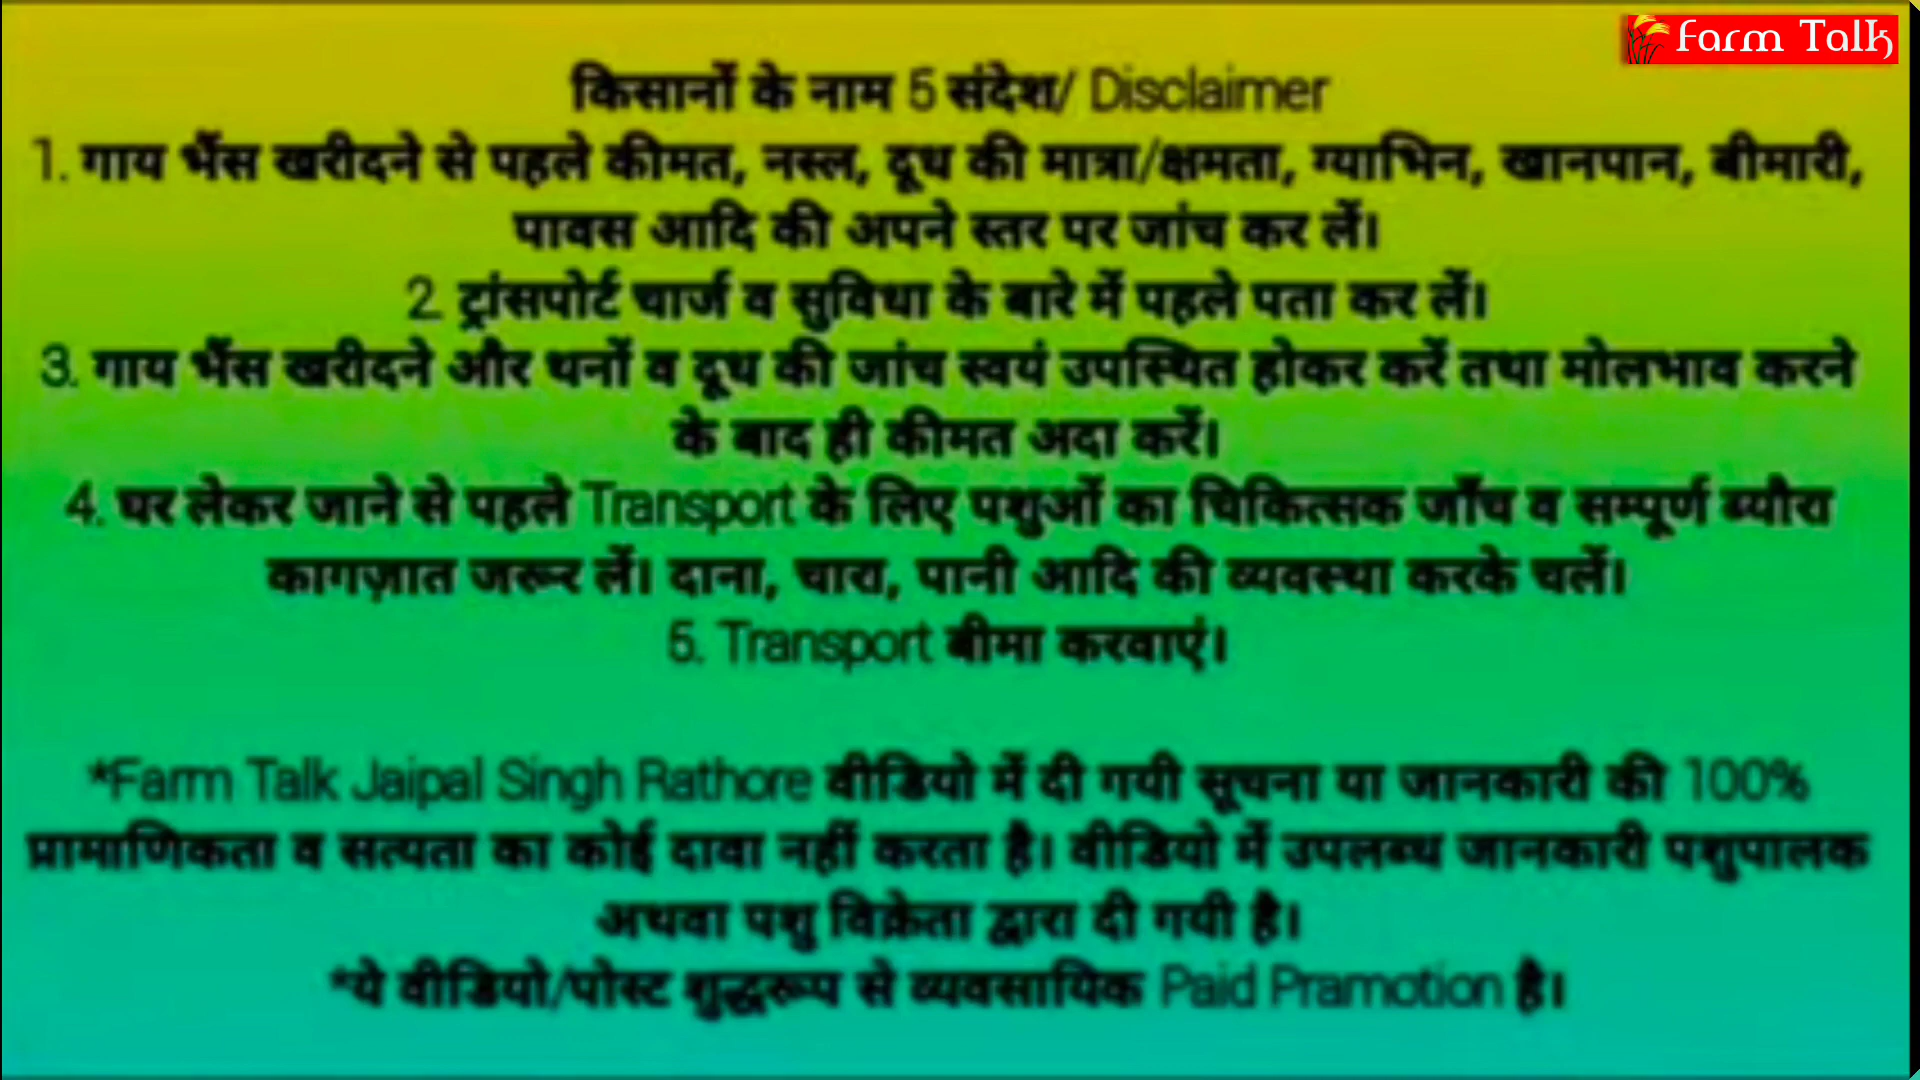 Farm Talk
किसानों के नाम 5 संदेश/ Disclaimer
1. गाय भैंस खरीदने से पहले कीमत, नस्ल, दूध की मात्रा/क्षमता, ग्याभिन, खानपान, बीमारी,
पावस आदि की अपने स्तर पर जांच कर लें।
2. ट्रांसपोर्ट चार्ज व सुविधा के बारे में पहले पता कर लें।
3. गाय भैंस खरीदने और थनों व दूध की जांच स्वयं उपस्थित होकर करें तथा मोलभाव करने
के बाद ही कीमत अदा करें।
4. घर लेकर जाने से पहले Transport के लिए पशुओं का चिकित्सक जाँच व सम्पूर्ण ब्यौरा
कागज़ात जरूर लें। दाना, चारा, पानी आदि की व्यवस्था करके चलें।
5. Transport बीमा करवाएं।
*Farm Talk Jaipal Singh Rathore वीडियो में दी गयी सूचना या जानकारी की 100%
प्रामाणिकता व सत्यता का कोई दावा नहीं करता है। वीडियो में उपलब्ध जानकारी पशुपालक
अथवा पशु विक्रेता द्वारा दी गयी है।
*ये वीडियो/पोस्ट शुद्धरूप से व्यवसायिक Paid Pramotion है।